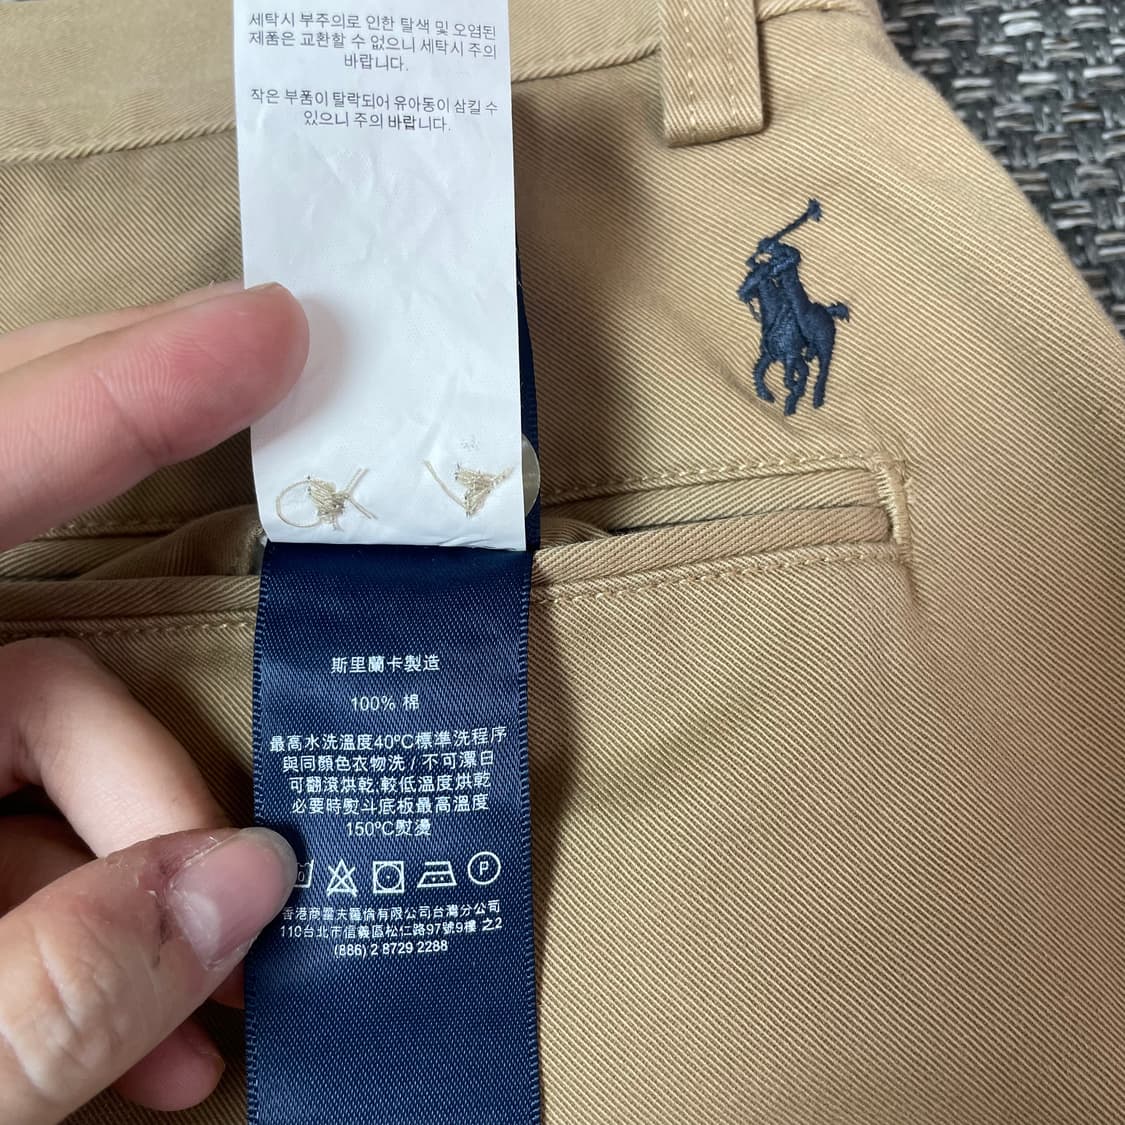 세탁시 부주의로 인한 탈색 및 오염된
제품은 교환할 수 없으니 세탁시 주의
바랍니다.
작은 부품이 탈락되어 유아동이 삼킬 수
있으니 주의 바랍니다.
斯里蘭卡製造
100% 棉
最高水洗溫度40ºC標準洗程序
與同顏色衣物洗 / 不可漂白
可翻滾烘乾;較低溫度烘乾
必要時熨斗底板最高溫度
150ºC熨燙
P
香港商雷夫羅倫有限公司台灣分公司
110台北市信義區松仁路97號9樓 之2
(886) 2 8729 2288